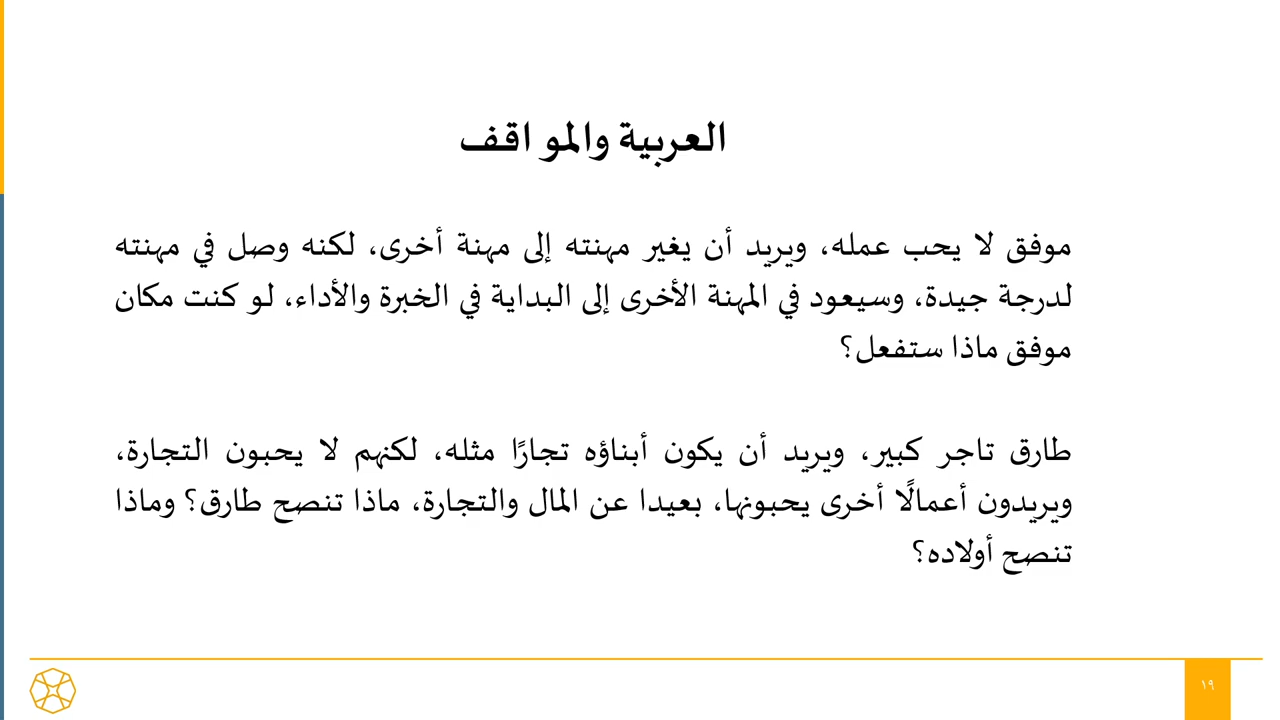 العربية والمواقف
موفق لا يحب عمله، ويريد أن يغير مهنته إلى مهنة أخرى، لكنه وصل في مهنته
لدرجة جيدة، وسيعود في المهنة الأخرى إلى البداية في الخبرة والأداء، لو كنت مكان
موفق ماذا ستفعل؟
طارق تاجر كبير، ويريد أن يكون أبناؤه تجارًا مثله، لكنهم لا يحبون التجارة،
ويريدون أعمالًا أخرى يحبونها، بعيدا عن المال والتجارة، ماذا تنصح طارق؟ وماذا
تنصح أولاده؟
١٩